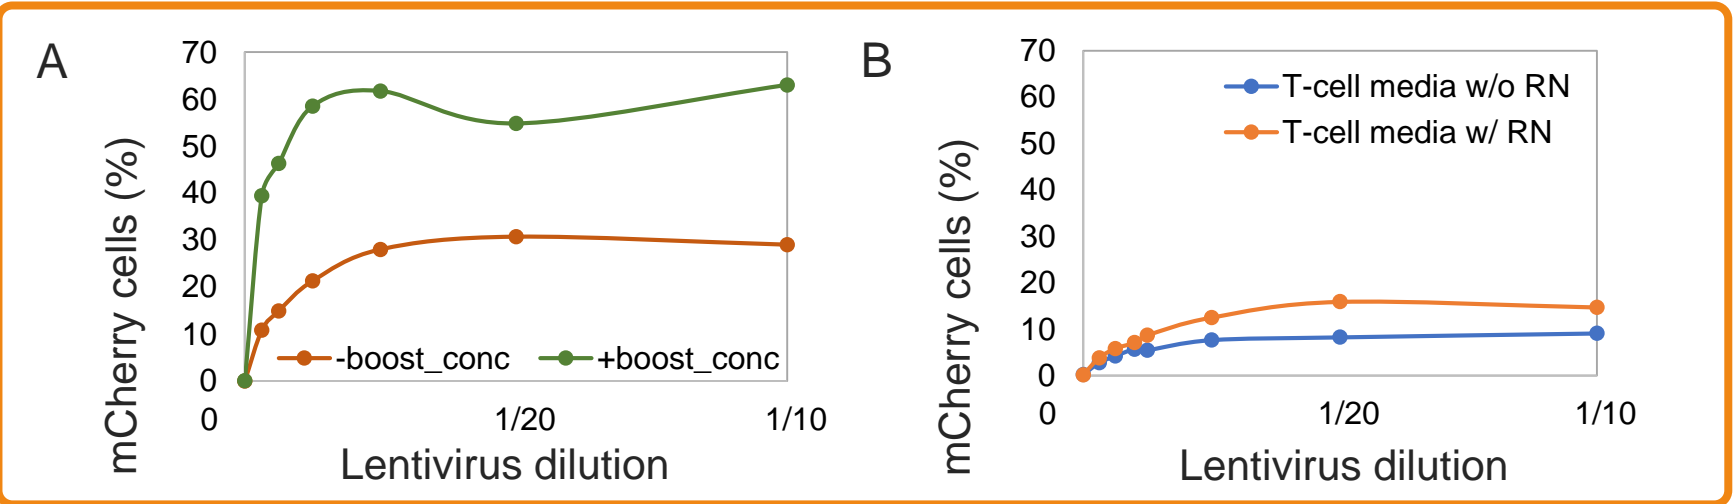 A
70
60
50
40
30
20
10
0
mCherry cells (%)
-boost_conc
+boost_conc
0
1/20
1/10
Lentivirus dilution
B
70
60
50
40
30
20
10
0
mCherry cells (%)
T-cell media w/o RN
T-cell media w/ RN
0
1/20
1/10
Lentivirus dilution